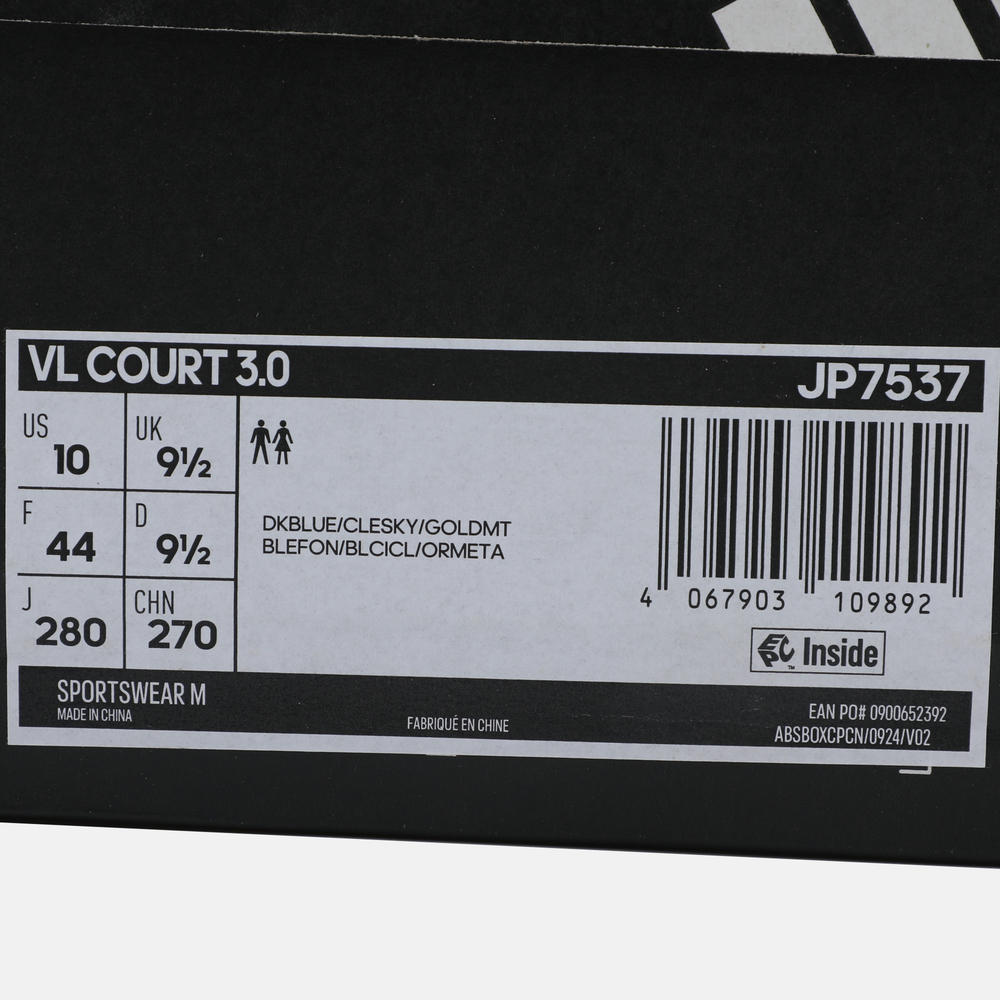 VL COURT 3.0 JP7537
US 10 UK 9½
F 44 D 9½
J 280 CHN 270
DKBLUE/CLESKY/GOLDMT
BLEFON/BLCICL/ORMETA
4 067903 109892
EPC™ Inside
SPORTSWEAR M
MADE IN CHINA
FABRIQUÉ EN CHINE
EAN PO# 0900652392
ABSBOXCPCN/0924/V02